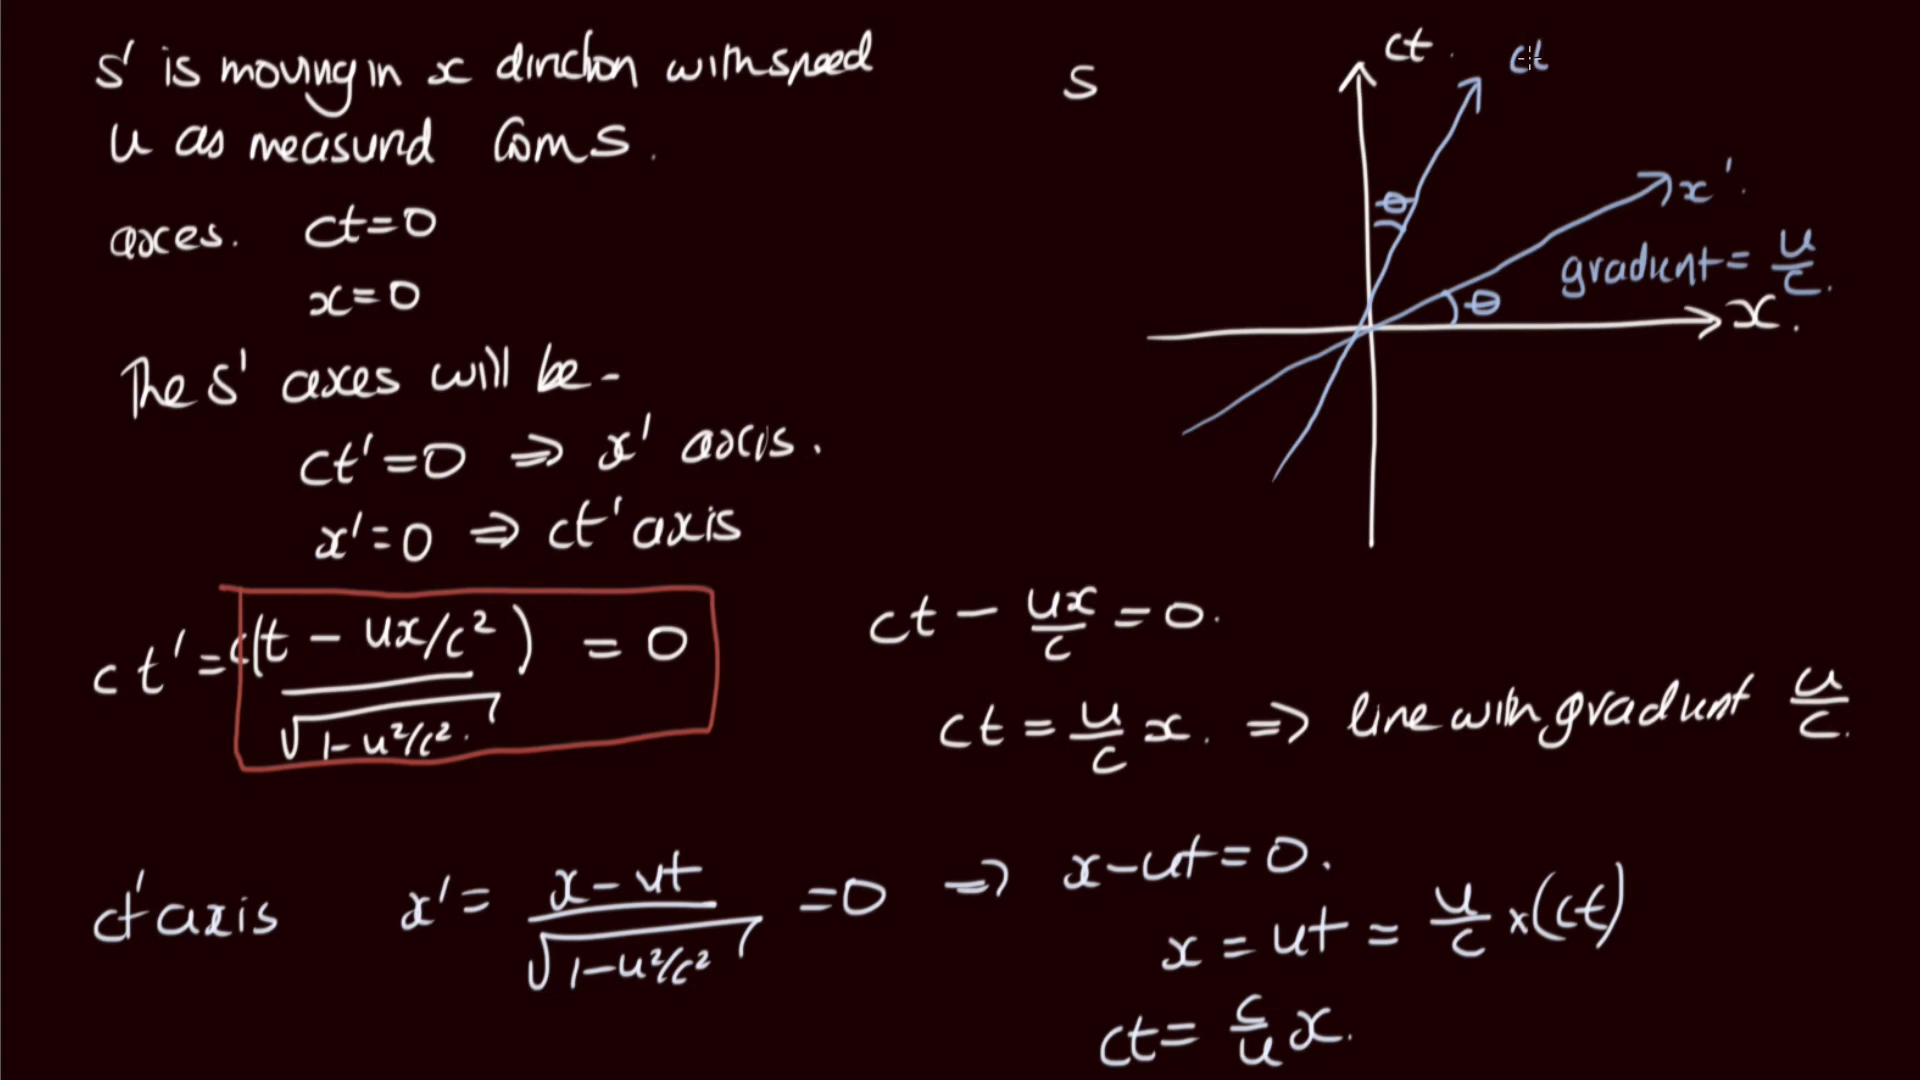 S' is moving in x direction with speed
u as measured from S.
axes. ct=0
x=0
The S' axes will be -
ct'=0 ⇒ x' axis.
x'=0 ⇒ ct' axis
ct' = c(t - ux/c²) / √1-u²/c² = 0
S
ct
ct
θ
x'
gradient = u/c.
θ
x.
ct - ux/c = 0.
ct = u/c x. ⇒ line with gradient u/c.
ct' axis x' = x-ut / √1-u²/c² = 0 ⇒ x-ut=0.
x = ut = u/c x(ct)
ct = c/u x.